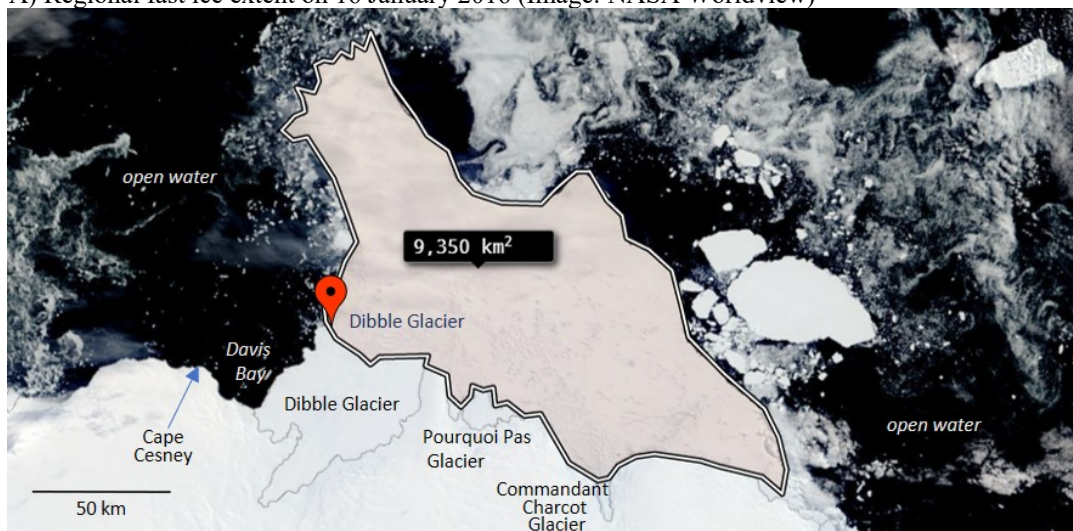 A) Regional fast ice extent on 16 January 2016 (Image: NASA Worldview)
open water
9,350 km²
Dibble Glacier
Davis
Bay
Dibble Glacier
Cape
Cesney
Pourquoi Pas
Glacier
open water
Commandant
Charcot
Glacier
50 km